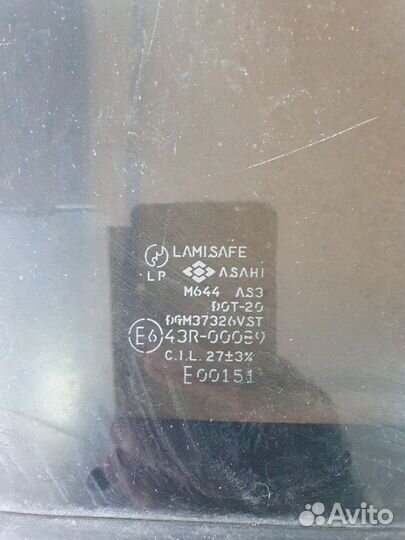 LAMISAFE
LP ASAHI
M644 AS3
DOT-20
DGM37326VST
E6 43R-00089
C.I.L. 27±3%
E00151
Avito